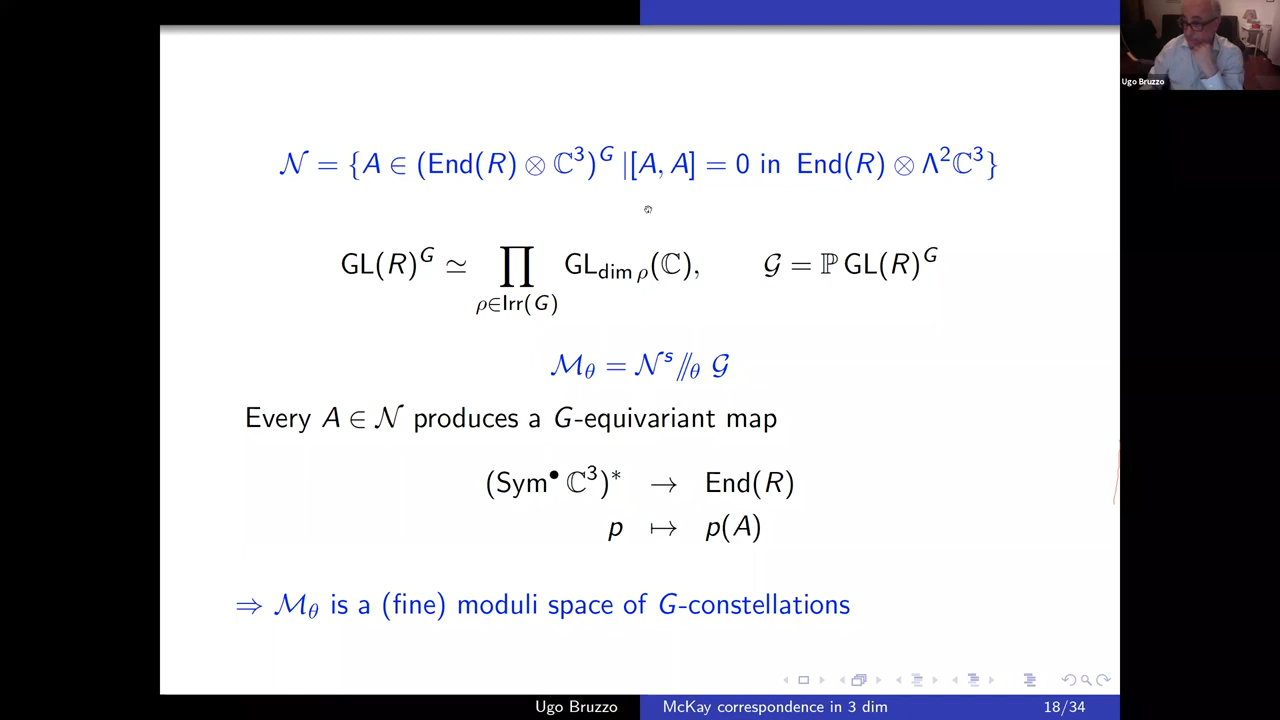 Ugo Bruzzo
𝒩 = {A ∈ (End(R) ⊗ ℂ³)ᴳ |[A, A] = 0 in End(R) ⊗ Λ²ℂ³}
GL(R)ᴳ ≃ ∏_{ρ∈Irr(G)} GL_{dim ρ}(ℂ), 𝒢 = ℙ GL(R)ᴳ
ℳ_θ = 𝒩ˢ //_θ 𝒢
Every A ∈ 𝒩 produces a G-equivariant map
(Sym^• ℂ³)* → End(R)
p ↦ p(A)
⇒ ℳ_θ is a (fine) moduli space of G-constellations
Ugo Bruzzo McKay correspondence in 3 dim 18/34